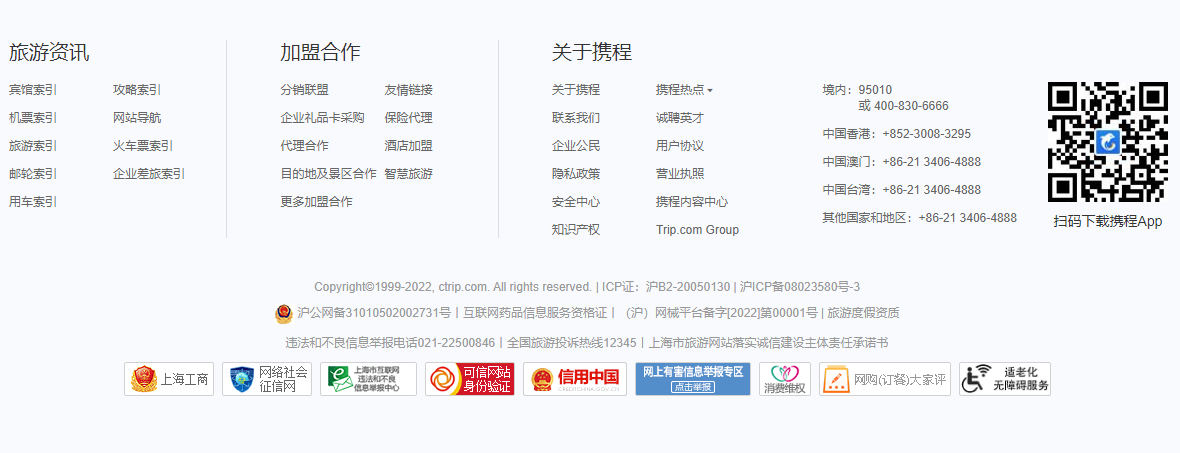 旅游资讯
宾馆索引 攻略索引
机票索引 网站导航
旅游索引 火车票索引
邮轮索引 企业差旅索引
用车索引
加盟合作
分销联盟 友情链接
企业礼品卡采购 保险代理
代理合作 酒店加盟
目的地及景区合作 智慧旅游
更多加盟合作
关于携程
关于携程 携程热点
联系我们 诚聘英才
企业公民 用户协议
隐私政策 营业执照
安全中心 携程内容中心
知识产权 Trip.com Group
境内：95010
或 400-830-6666
中国香港：+852-3008-3295
中国澳门：+86-21 3406-4888
中国台湾：+86-21 3406-4888
其他国家和地区：+86-21 3406-4888
扫码下载携程App
Copyright©1999-2022, ctrip.com. All rights reserved. | ICP证：沪B2-20050130 | 沪ICP备08023580号-3
沪公网备31010502002731号丨互联网药品信息服务资格证丨（沪）网械平台备字[2022]第00001号 | 旅游度假资质
违法和不良信息举报电话021-22500846丨全国旅游投诉热线12345丨上海市旅游网站落实诚信建设主体责任承诺书
上海工商
网络社会
征信网
上海市互联网
违法和不良
信息举报中心
可信网站
身份验证
信用中国
CREDITCHINA.GOV.CN
网上有害信息举报专区
点击举报
消费维权
网购(订餐)大家评
适老化
无障碍服务